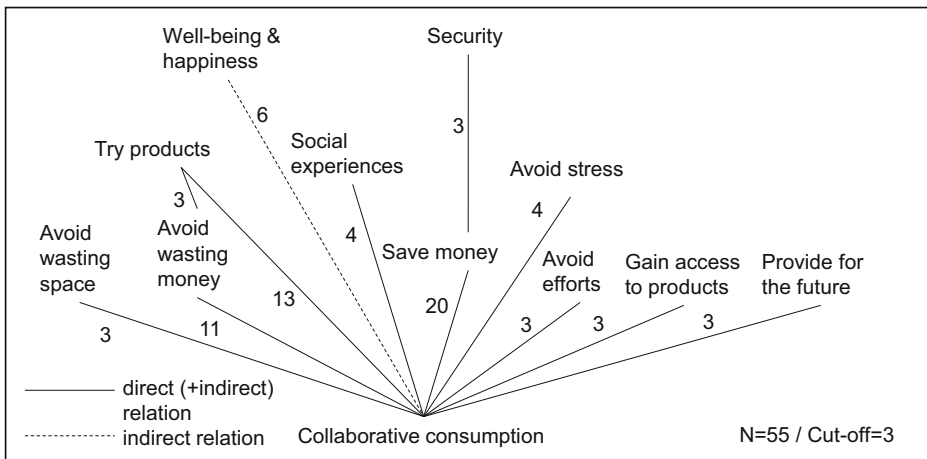 Well-being &
happiness
Security
6
3
Social
experiences
Try products
Avoid stress
3
4
Avoid
wasting
space
Avoid
wasting
money
4
Save money
Avoid
efforts
Gain access
to products
Provide for
the future
3
11
13
20
3
3
3
direct (+indirect)
relation
indirect relation
Collaborative consumption
N=55 / Cut-off=3